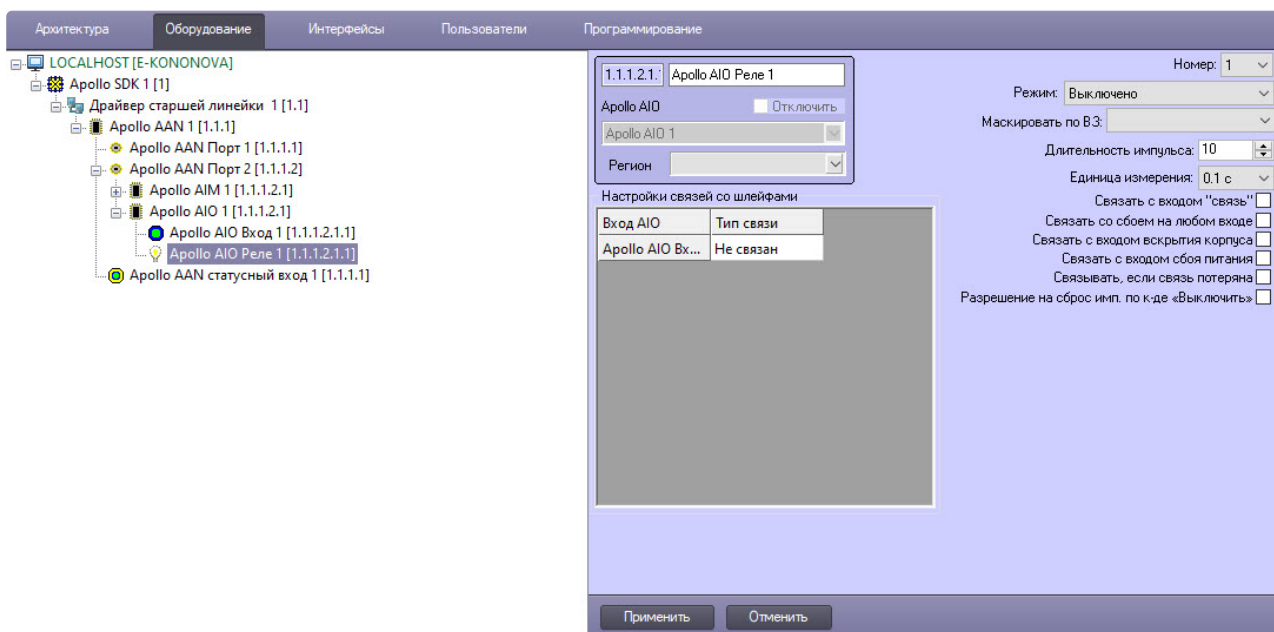 Архитектура Оборудование Интерфейсы Пользователи Программирование
LOCALHOST [E-KONONOVA]
Apollo SDK 1 [1]
Драйвер старшей линейки 1 [1.1]
Apollo AAN 1 [1.1.1]
Apollo AAN Порт 1 [1.1.1.1]
Apollo AAN Порт 2 [1.1.1.2]
Apollo AIM 1 [1.1.1.2.1]
Apollo AIO 1 [1.1.1.2.1]
Apollo AIO Вход 1 [1.1.1.2.1.1]
Apollo AIO Реле 1 [1.1.1.2.1.1]
Apollo AAN статусный вход 1 [1.1.1.1]
1.1.1.2.1. Apollo AIO Реле 1
Apollo AIO Отключить
Apollo AIO 1
Регион
Настройки связей со шлейфами
Вход AIO Тип связи
Apollo AIO Вх... Не связан
Номер: 1
Режим: Выключено
Маскировать по ВЗ:
Длительность импульса: 10
Единица измерения: 0.1 с
Связать с входом "связь"
Связать со сбоем на любом входе
Связать с входом вскрытия корпуса
Связать с входом сбоя питания
Связывать, если связь потеряна
Разрешение на сброс имп. по к-де «Выключить»
Применить Отменить